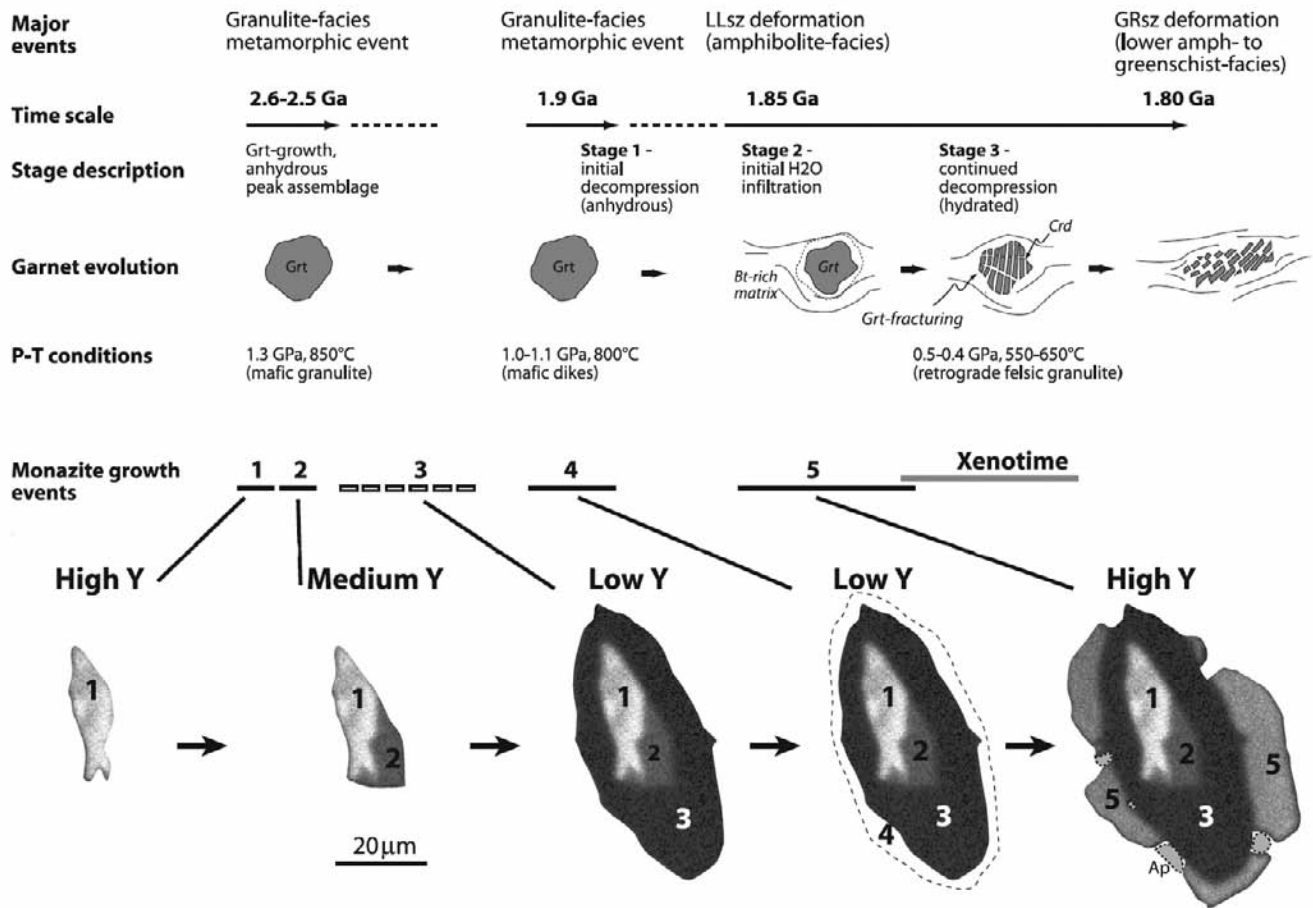 Major
events
Granulite-facies
metamorphic event
Granulite-facies
metamorphic event
LLsz deformation
(amphibolite-facies)
GRsz deformation
(lower amph- to
greenschist-facies)
Time scale
2.6-2.5 Ga
1.9 Ga
1.85 Ga
1.80 Ga
Stage description
Grt-growth,
anhydrous
peak assemblage
Stage 1 -
initial
decompression
(anhydrous)
Stage 2 -
initial H2O
infiltration
Stage 3 -
continued
decompression
(hydrated)
Garnet evolution
Grt
Grt
Bt-rich
matrix
Grt
Crd
Grt-fracturing
P-T conditions
1.3 GPa, 850°C
(mafic granulite)
1.0-1.1 GPa, 800°C
(mafic dikes)
0.5-0.4 GPa, 550-650°C
(retrograde felsic granulite)
Monazite growth
events
1
2
3
4
5
Xenotime
High Y
Medium Y
Low Y
Low Y
High Y
1
1
2
1
2
3
1
2
3
4
1
2
3
5
5
Ap
20µm